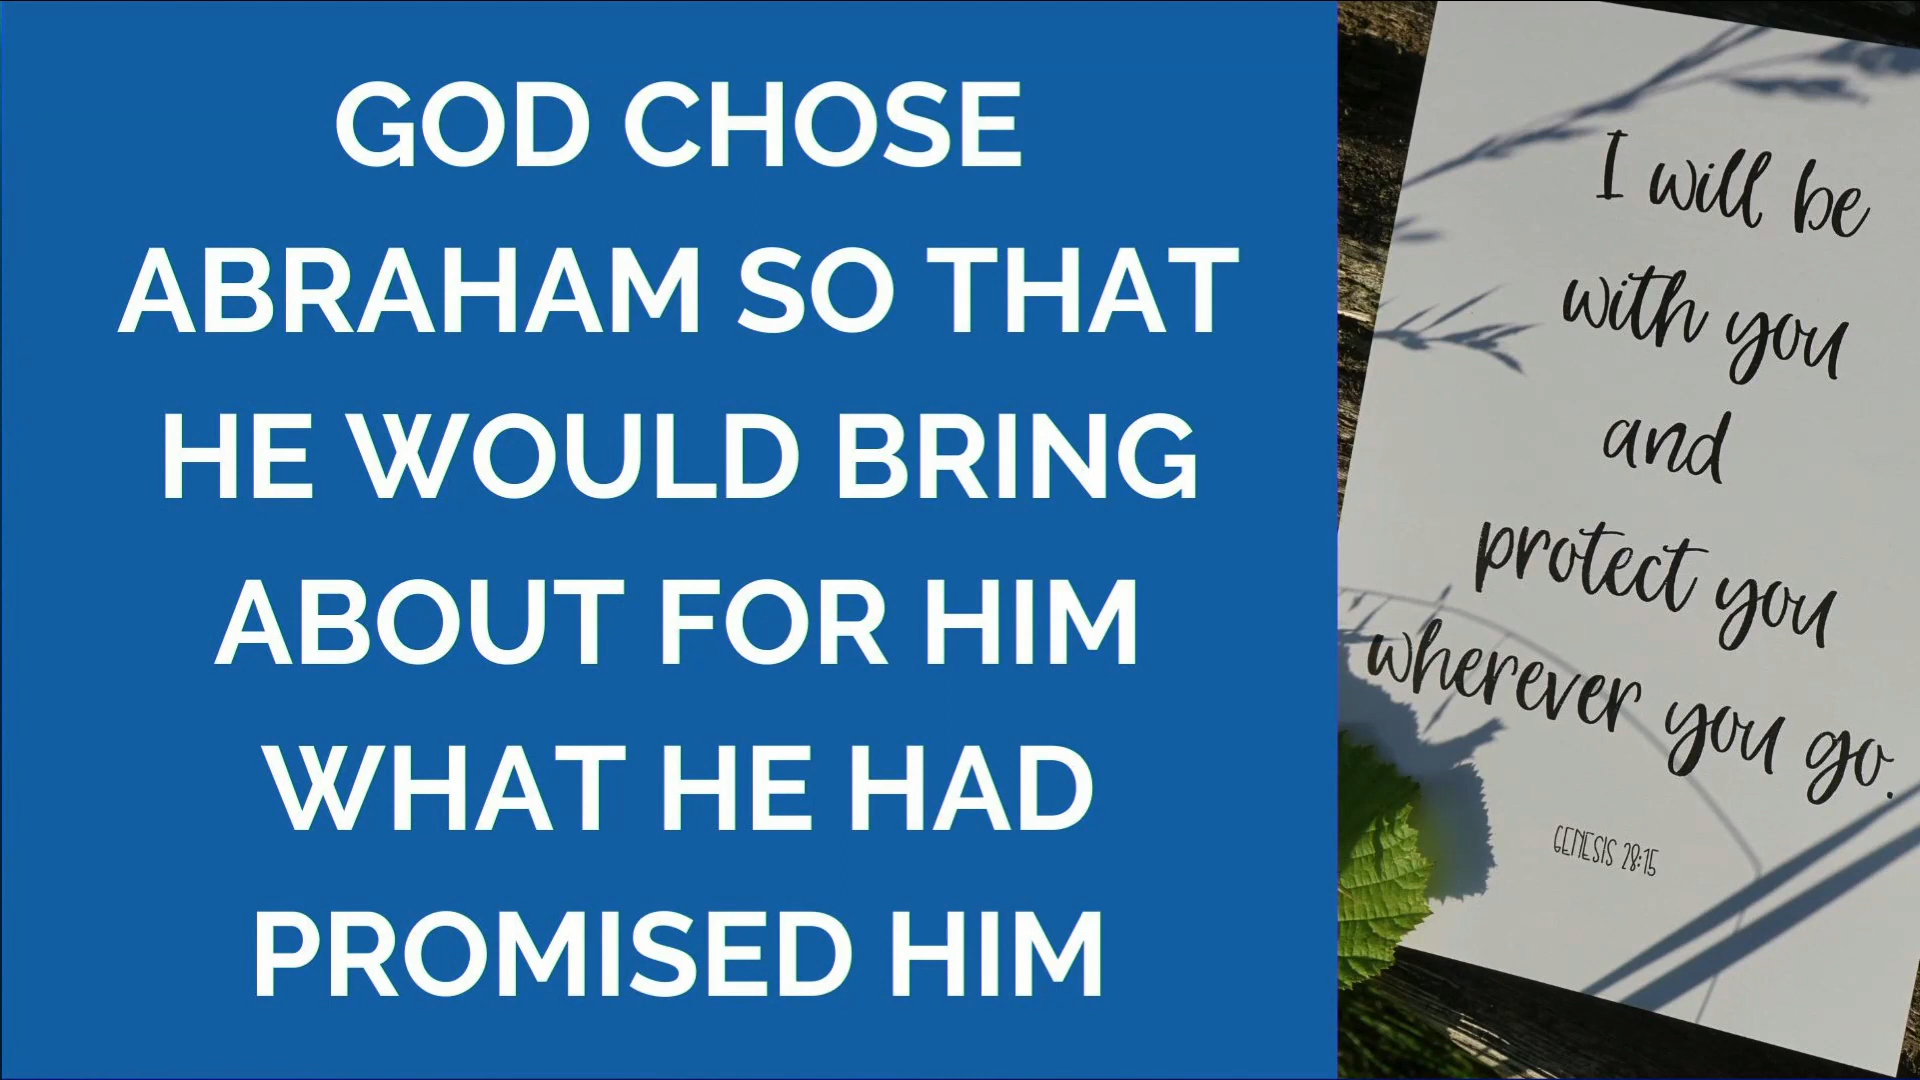 GOD CHOSE
ABRAHAM SO THAT
HE WOULD BRING
ABOUT FOR HIM
WHAT HE HAD
PROMISED HIM
I will be
with you
and
protect you
wherever you go.
GENESIS 28:15